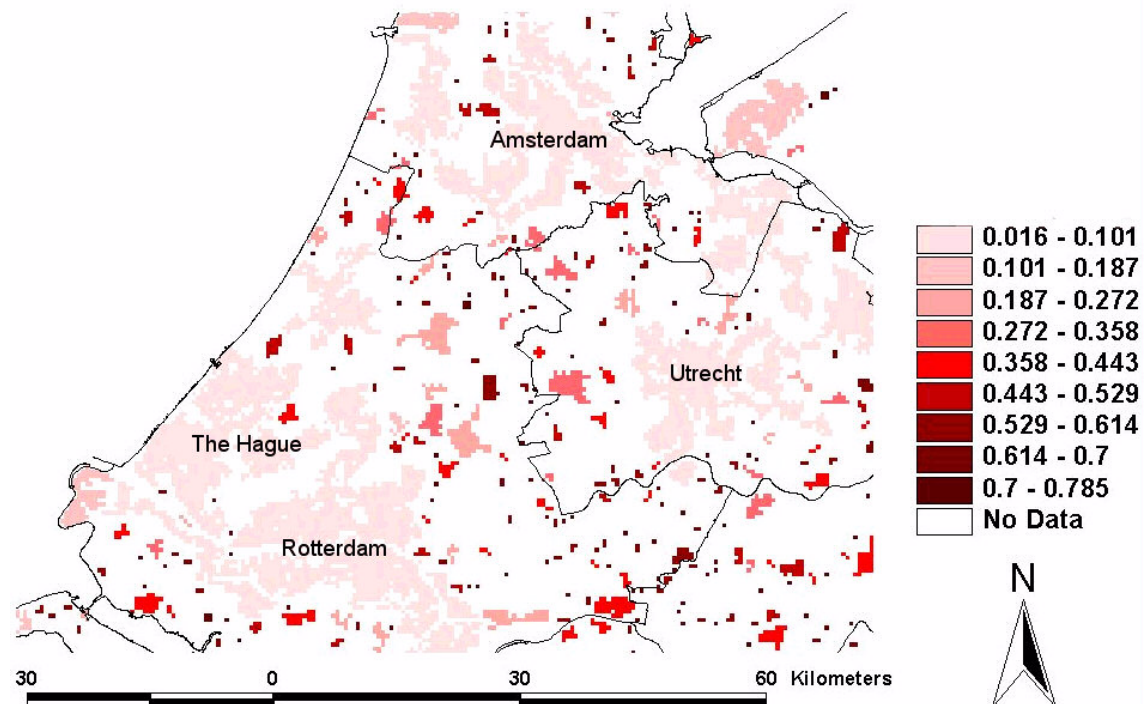 Amsterdam
Utrecht
The Hague
Rotterdam
0.016 - 0.101
0.101 - 0.187
0.187 - 0.272
0.272 - 0.358
0.358 - 0.443
0.443 - 0.529
0.529 - 0.614
0.614 - 0.7
0.7 - 0.785
No Data
N
30 0 30 60 Kilometers